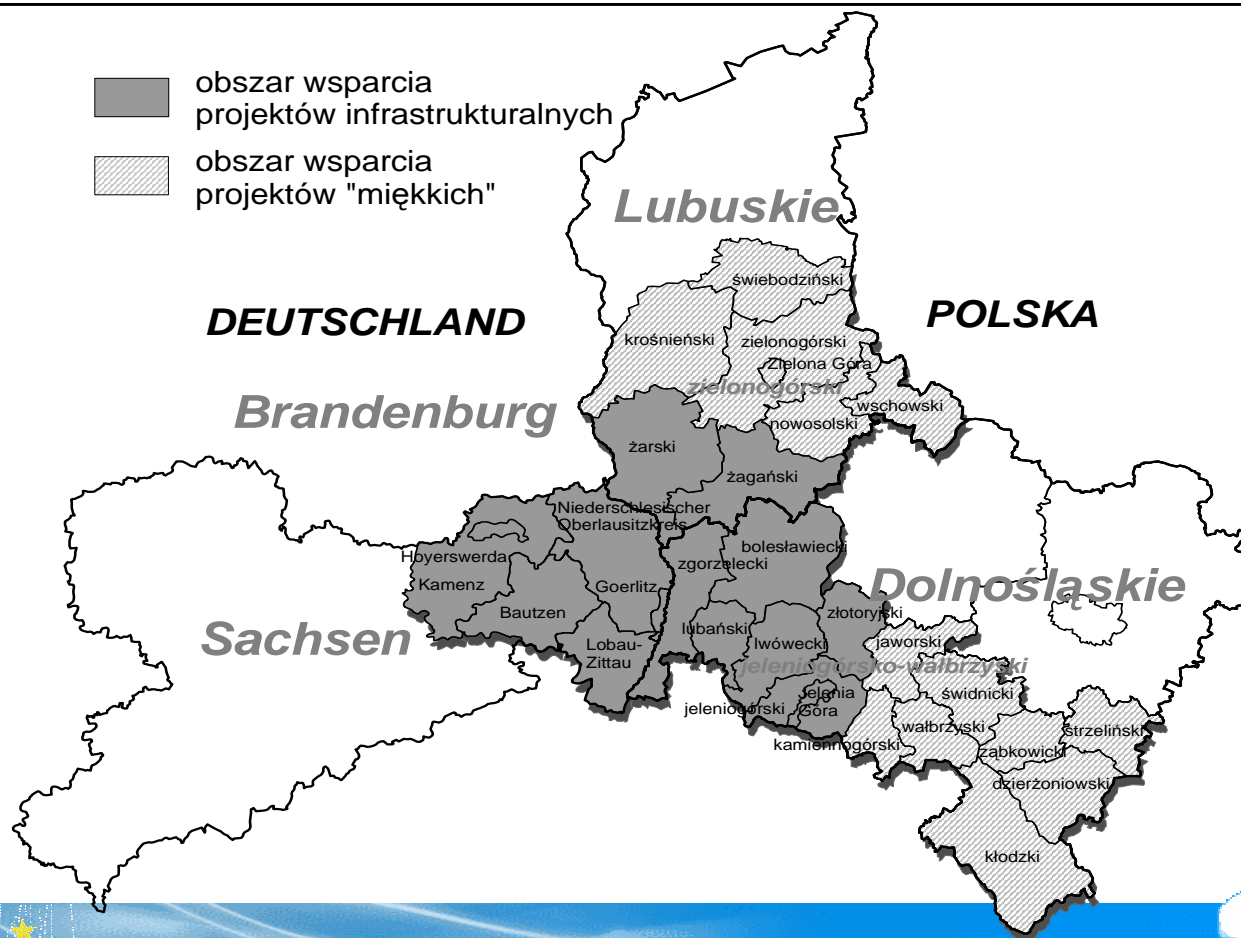 obszar wsparcia
projektów infrastrukturalnych
obszar wsparcia
projektów "miękkich"
Lubuskie
świebodziński
DEUTSCHLAND
POLSKA
krośnieński
zielonogórski
Zielona Góra
zielonogórski
Brandenburg
wschowski
nowosolski
żarski
żagański
Niederschlesischer
Oberlausitzkreis
bolesławiecki
Hoyerswerda
zgorzelecki
Kamenz
Goerlitz
Dolnośląskie
Bautzen
złotoryjski
Sachsen
lubański
lwówecki
jaworski
Lobau-
Zittau
jeleniogórsko-wałbrzyski
świdnicki
Jelenia
Góra
jeleniogórski
wałbrzyski
strzeliński
kamiennogórski
ząbkowicki
dzierżoniowski
kłodzki